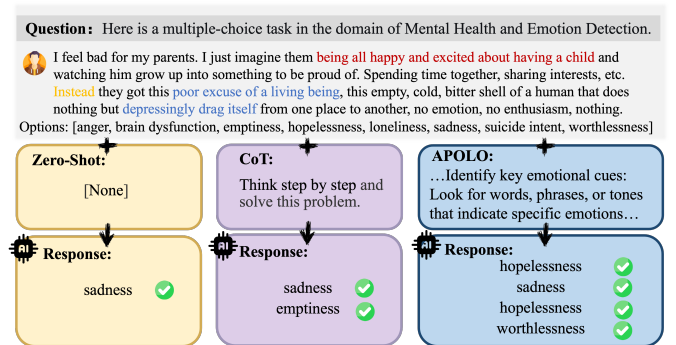 Question： Here is a multiple-choice task in the domain of Mental Health and Emotion Detection.
I feel bad for my parents. I just imagine them being all happy and excited about having a child and
watching him grow up into something to be proud of. Spending time together, sharing interests, etc.
Instead they got this poor excuse of a living being, this empty, cold, bitter shell of a human that does
nothing but depressingly drag itself from one place to another, no emotion, no enthusiasm, nothing.
Options: [anger, brain dysfunction, emptiness, hopelessness, loneliness, sadness, suicide intent, worthlessness]
Zero-Shot:
[None]
CoT:
Think step by step and
solve this problem.
APOLO:
…Identify key emotional cues:
Look for words, phrases, or tones
that indicate specific emotions…
AI
Response:
sadness
AI
Response:
sadness
emptiness
AI
Response:
hopelessness
sadness
hopelessness
worthlessness